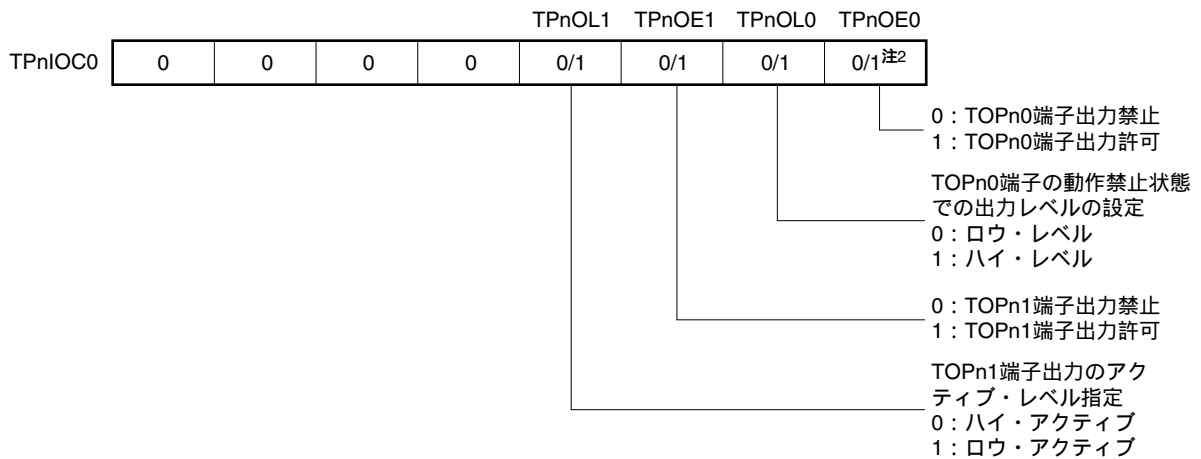 TPnOL1 TPnOE1 TPnOL0 TPnOE0
TPnIOC0 0 0 0 0 0/1 0/1 0/1 0/1注2
0：TOPn0端子出力禁止
1：TOPn0端子出力許可
TOPn0端子の動作禁止状態
での出力レベルの設定
0：ロウ・レベル
1：ハイ・レベル
0：TOPn1端子出力禁止
1：TOPn1端子出力許可
TOPn1端子出力のアク
ティブ・レベル指定
0：ハイ・アクティブ
1：ロウ・アクティブ